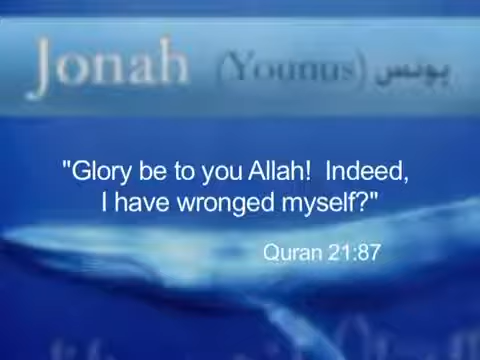 Jonah (Younus) يونس
"Glory be to you Allah!  Indeed,
I have wronged myself?"
Quran 21:87